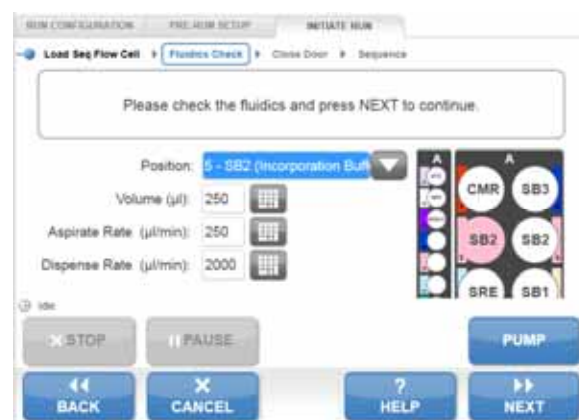 RUN CONFIGURATION PRE-RUN SETUP INITIATE RUN
Load Seq Flow Cell Fluidics Check Close Door Sequence
Please check the fluidics and press NEXT to continue.
Position: 5 - SB2 (Incorporation Buff
A A
Volume (µl): 250
CMR SB3
Aspirate Rate (µl/min): 250
SB2 SB2
Dispense Rate (µl/min): 2000
SRE SB1
Idle
STOP PAUSE PUMP
BACK CANCEL ? HELP NEXT